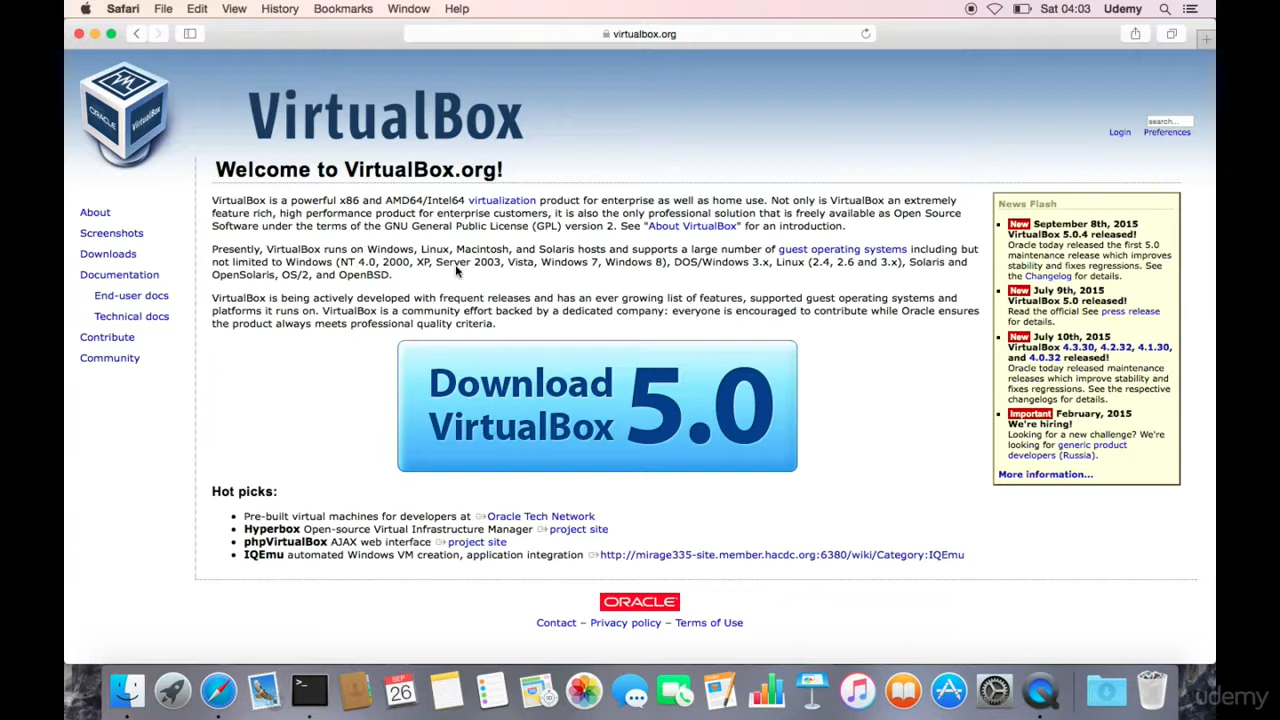 Safari File Edit View History Bookmarks Window Help Sat 04:03 Udemy
virtualbox.org
ORACLE
VirtualBox
VirtualBox
search...
Login Preferences
Welcome to VirtualBox.org!
About
Screenshots
Downloads
Documentation
End-user docs
Technical docs
Contribute
Community
VirtualBox is a powerful x86 and AMD64/Intel64 virtualization product for enterprise as well as home use. Not only is VirtualBox an extremely
feature rich, high performance product for enterprise customers, it is also the only professional solution that is freely available as Open Source
Software under the terms of the GNU General Public License (GPL) version 2. See "About VirtualBox" for an introduction.
Presently, VirtualBox runs on Windows, Linux, Macintosh, and Solaris hosts and supports a large number of guest operating systems including but
not limited to Windows (NT 4.0, 2000, XP, Server 2003, Vista, Windows 7, Windows 8), DOS/Windows 3.x, Linux (2.4, 2.6 and 3.x), Solaris and
OpenSolaris, OS/2, and OpenBSD.
VirtualBox is being actively developed with frequent releases and has an ever growing list of features, supported guest operating systems and
platforms it runs on. VirtualBox is a community effort backed by a dedicated company: everyone is encouraged to contribute while Oracle ensures
the product always meets professional quality criteria.
Download
VirtualBox
5.0
Hot picks:
Pre-built virtual machines for developers at Oracle Tech Network
Hyperbox Open-source Virtual Infrastructure Manager project site
phpVirtualBox AJAX web interface project site
IQEmu automated Windows VM creation, application integration http://mirage335-site.member.hacdc.org:6380/wiki/Category:IQEmu
News Flash
New September 8th, 2015
VirtualBox 5.0.4 released!
Oracle today released the first 5.0
maintenance release which improves
stability and fixes regressions. See
the Changelog for details.
New July 9th, 2015
VirtualBox 5.0 released!
Read the official See press release
for details.
New July 10th, 2015
VirtualBox 4.3.30, 4.2.32, 4.1.30,
and 4.0.32 released!
Oracle today released maintenance
releases which improve stability and
fixes regressions. See the respective
changelogs for details.
Important February, 2015
We're hiring!
Looking for a new challenge? We're
looking for generic product
developers (Russia).
More information...
ORACLE
Contact – Privacy policy – Terms of Use
SEP
26
udemy